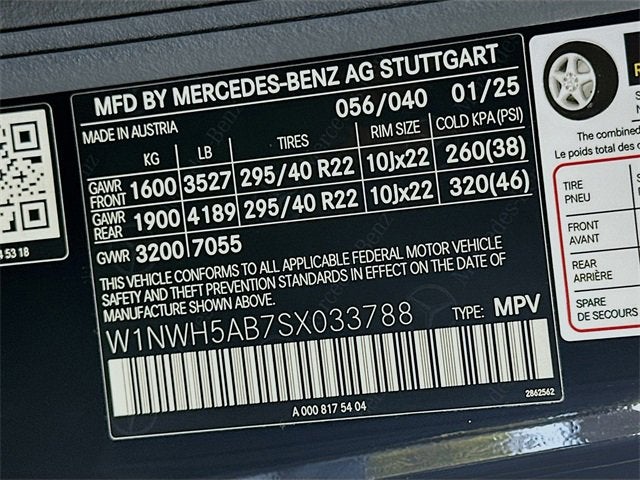 MFD BY MERCEDES-BENZ AG STUTTGART
MADE IN AUSTRIA 056/040 01/25
KG LB TIRES RIM SIZE COLD KPA (PSI)
GAWR FRONT 1600 3527 295/40 R22 10Jx22 260(38)
GAWR REAR 1900 4189 295/40 R22 10Jx22 320(46)
GWR 3200 7055
THIS VEHICLE CONFORMS TO ALL APPLICABLE FEDERAL MOTOR VEHICLE
SAFETY AND THEFT PREVENTION STANDARDS IN EFFECT ON THE DATE OF
MANUFACTURE SHOWN ABOVE.
W1NWH5AB7SX033788 TYPE: MPV
A 000 817 54 04
2862562
4 5318
The combined
Le poids total des
TIRE
PNEU
FRONT
AVANT
REAR
ARRIÈRE
SPARE
DE SECOURS